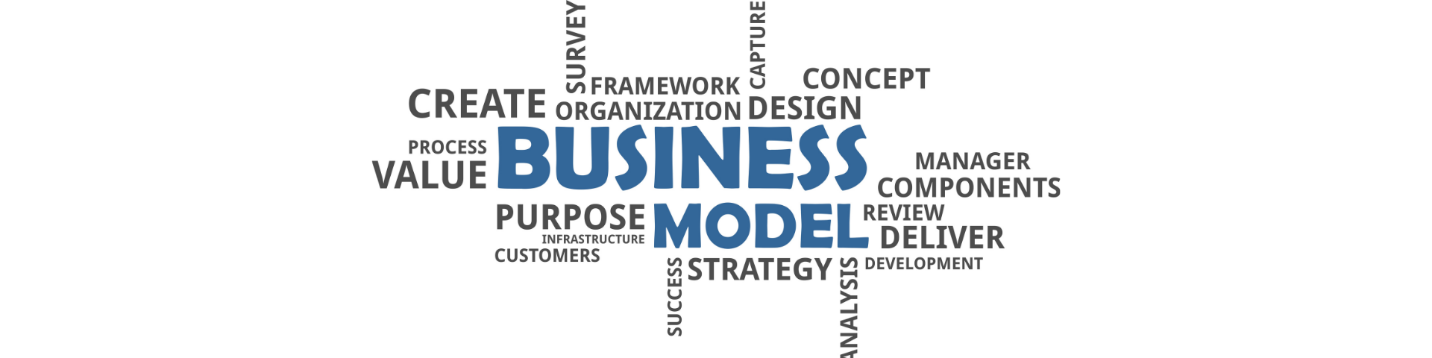 SURVEY
CAPTURE
FRAMEWORK
CONCEPT
CREATE
ORGANIZATION
DESIGN
PROCESS
BUSINESS
MANAGER
VALUE
COMPONENTS
PURPOSE
MODEL
REVIEW
INFRASTRUCTURE
DELIVER
CUSTOMERS
STRATEGY
DEVELOPMENT
SUCCESS
ANALYSIS